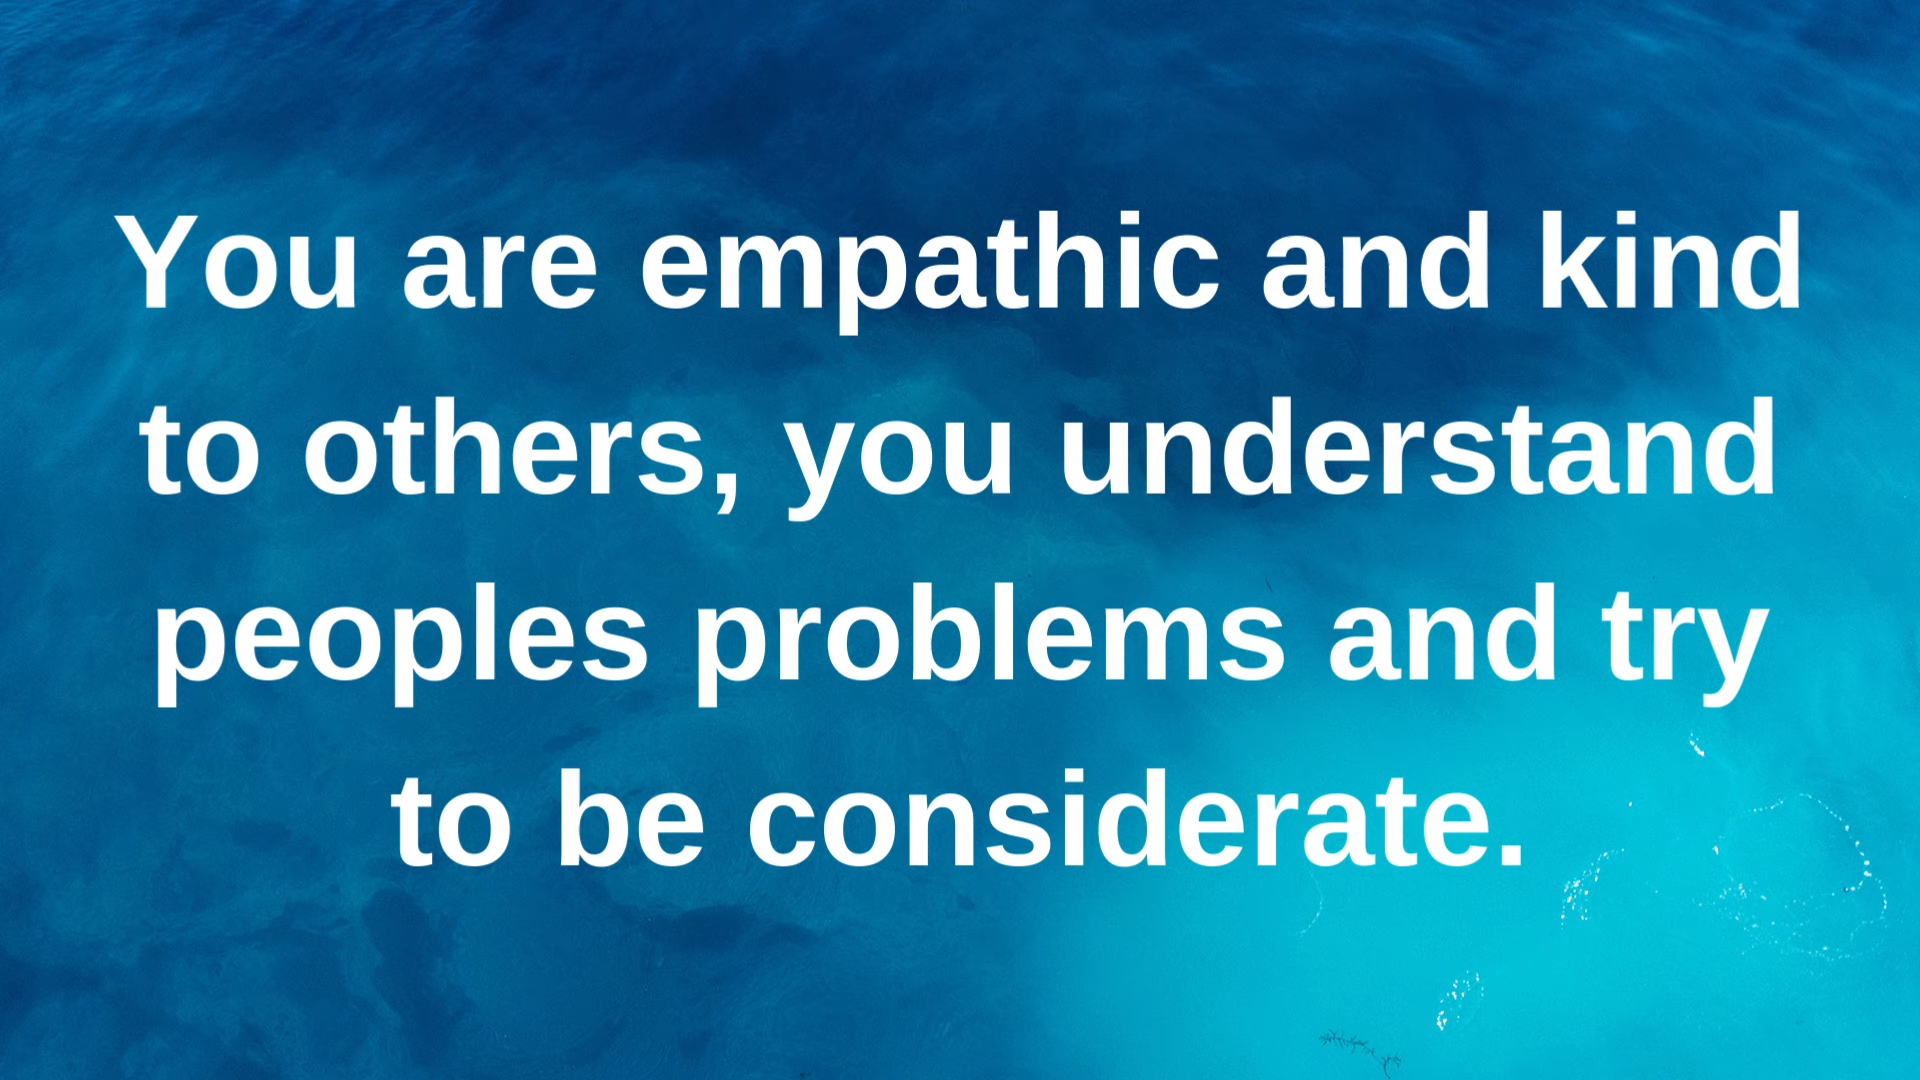 You are empathic and kind
to others, you understand
peoples problems and try
to be considerate.